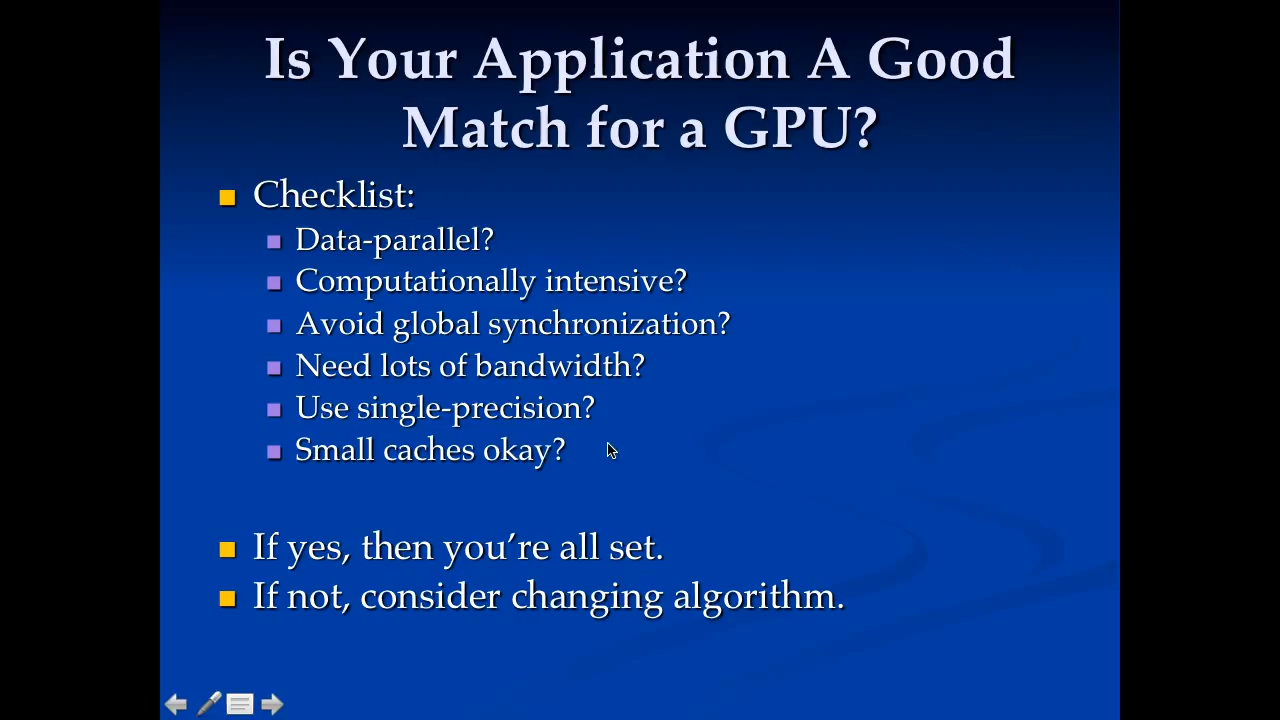 Is Your Application A Good
Match for a GPU?
Checklist:
Data-parallel?
Computationally intensive?
Avoid global synchronization?
Need lots of bandwidth?
Use single-precision?
Small caches okay?
If yes, then you’re all set.
If not, consider changing algorithm.